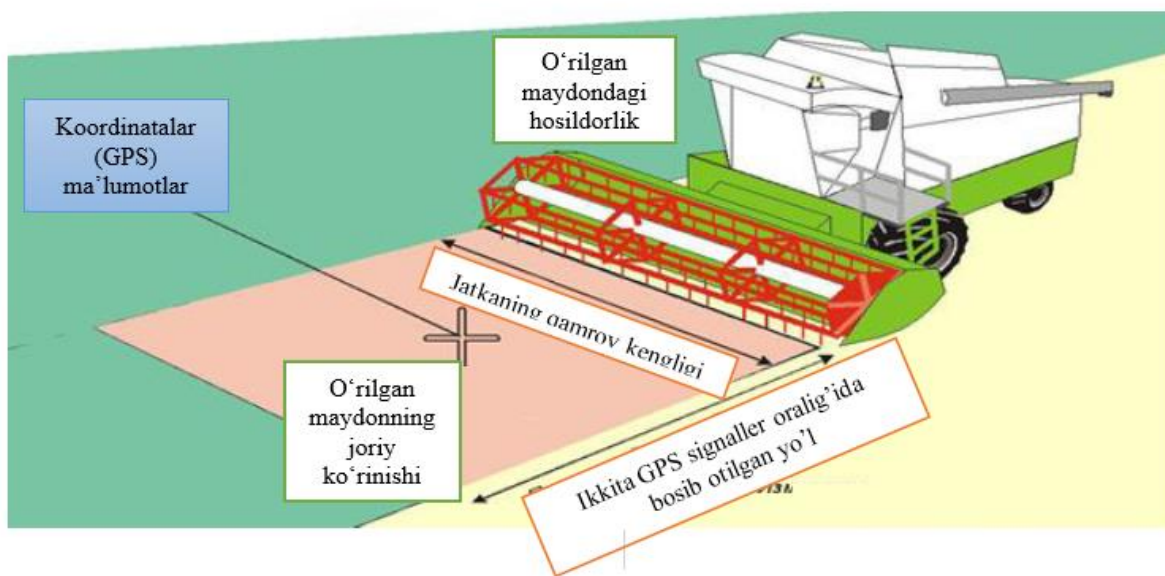 O‘rilgan
maydondagi
hosildorlik
Koordinatalar
(GPS)
ma’lumotlar
Jatkaning qamrov kengligi
O‘rilgan
maydonning
joriy
ko‘rinishi
Ikkita GPS signaller oralig’ida
bosib otilgan yo’l